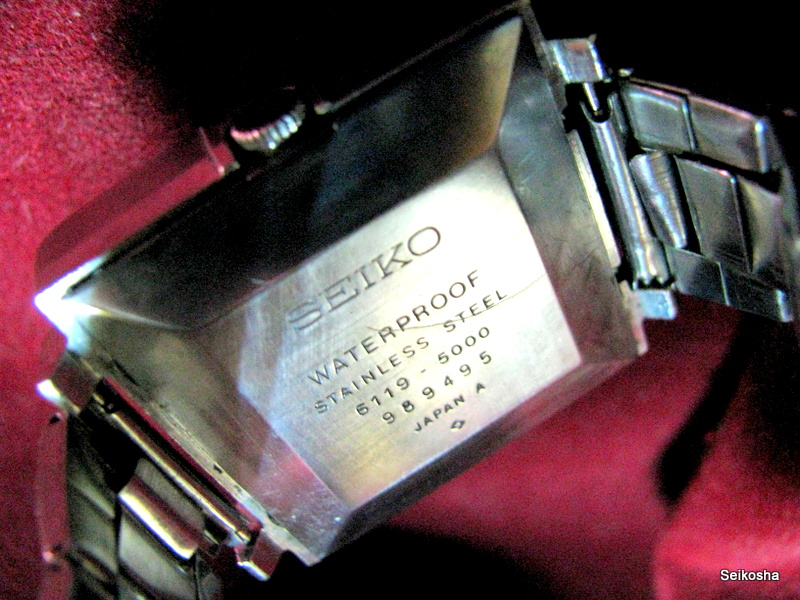 SEIKO
WATERPROOF
STAINLESS STEEL
6119-5000
989495
JAPAN A
Seikosha